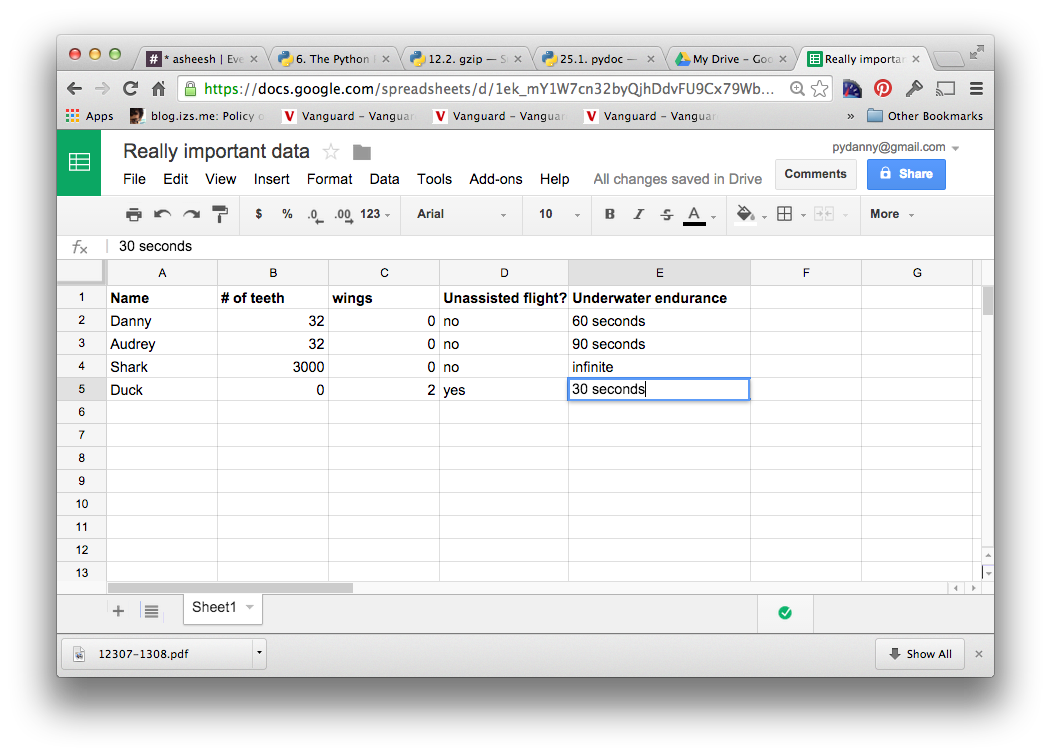 # * asheesh | Eve × 6. The Python × 12.2. gzip — S × 25.1. pydoc — × My Drive – Goo × Really importar ×
https://docs.google.com/spreadsheets/d/1ek_mY1W7cn32byQjhDdvFU9Cx79Wb...
Apps blog.izs.me: Policy o V Vanguard – Vanguar V Vanguard – Vanguar V Vanguard – Vanguar » Other Bookmarks
Really important data pydanny@gmail.com
File Edit View Insert Format Data Tools Add-ons Help All changes saved in Drive Comments Share
$ % .0 .00 123 Arial 10 B I S A More
fx 30 seconds
A B C D E F G
1 Name # of teeth wings Unassisted flight? Underwater endurance
2 Danny 32 0 no 60 seconds
3 Audrey 32 0 no 90 seconds
4 Shark 3000 0 no infinite
5 Duck 0 2 yes 30 seconds
6
7
8
9
10
11
12
13
+ Sheet1
12307-1308.pdf Show All ×